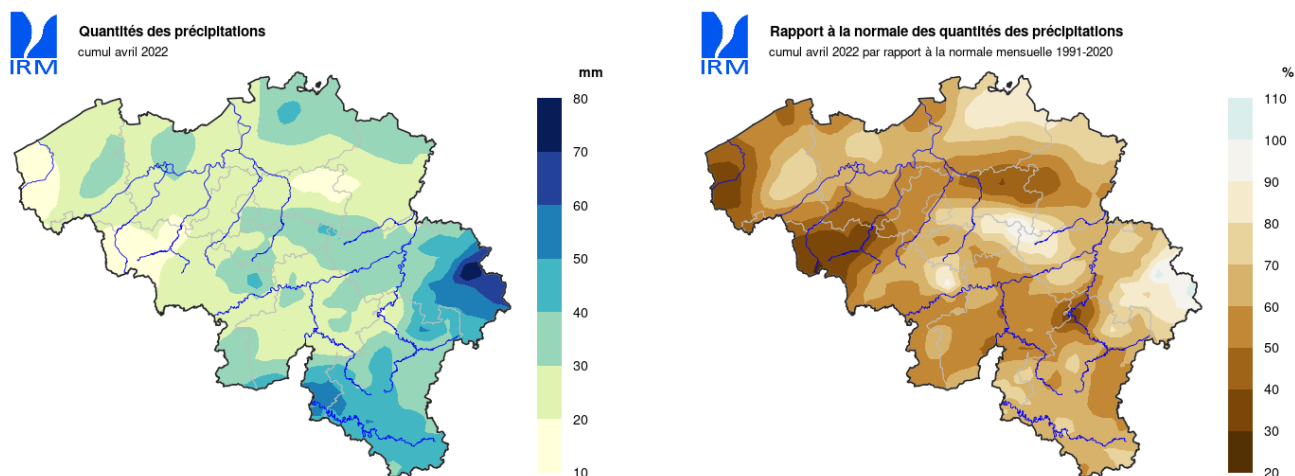 IRM
Quantités des précipitations
cumul avril 2022
mm
80
70
60
50
40
30
20
10
IRM
Rapport à la normale des quantités des précipitations
cumul avril 2022 par rapport à la normale mensuelle 1991-2020
%
110
100
90
80
70
60
50
40
30
20